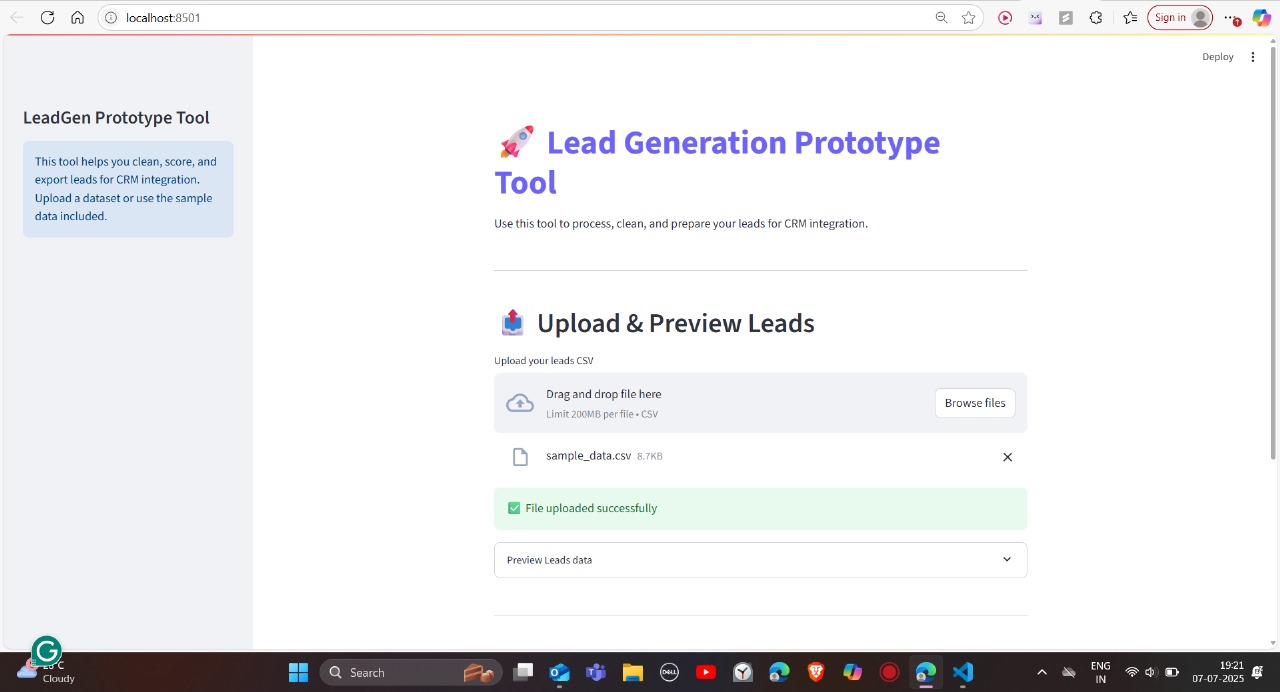 localhost:8501
Sign in
Deploy
LeadGen Prototype Tool
This tool helps you clean, score, and
export leads for CRM integration.
Upload a dataset or use the sample
data included.
Lead Generation Prototype
Tool
Use this tool to process, clean, and prepare your leads for CRM integration.
Upload & Preview Leads
Upload your leads CSV
Drag and drop file here
Limit 200MB per file • CSV
Browse files
sample_data.csv 8.7KB
File uploaded successfully
Preview Leads data
Cloudy
Search
DELL
ENG
IN
19:21
07-07-2025